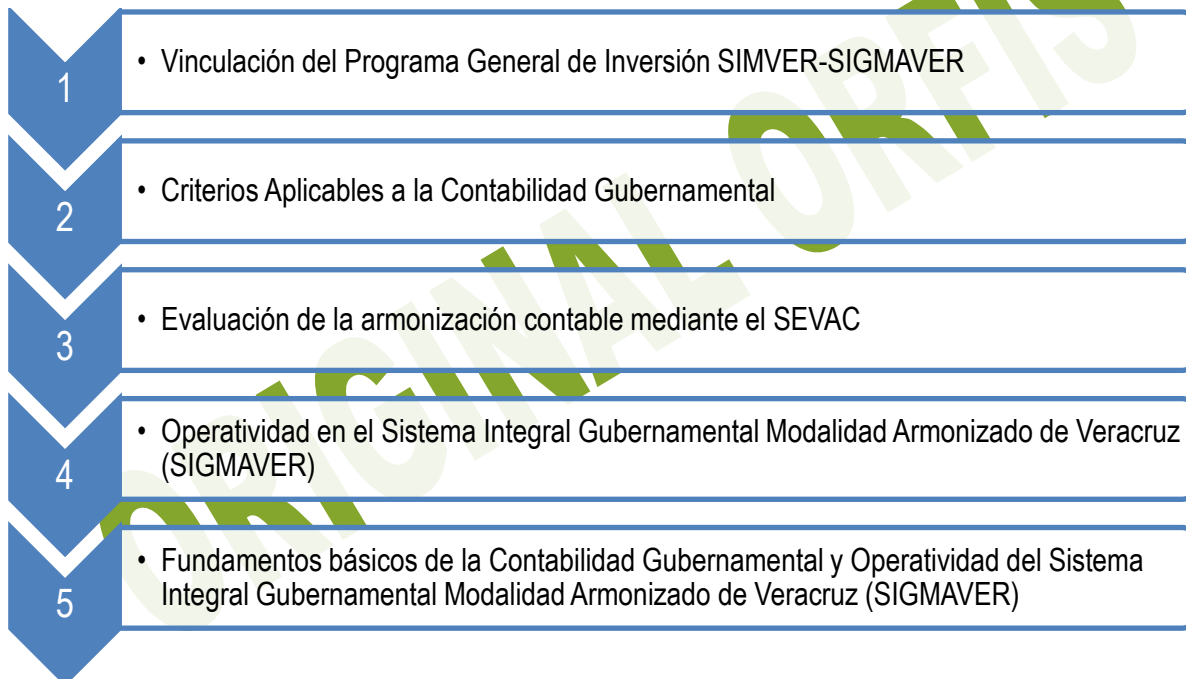 1
• Vinculación del Programa General de Inversión SIMVER-SIGMAVER
2
• Criterios Aplicables a la Contabilidad Gubernamental
3
• Evaluación de la armonización contable mediante el SEVAC
4
• Operatividad en el Sistema Integral Gubernamental Modalidad Armonizado de Veracruz
(SIGMAVER)
5
• Fundamentos básicos de la Contabilidad Gubernamental y Operatividad del Sistema
Integral Gubernamental Modalidad Armonizado de Veracruz (SIGMAVER)
ORIGINAL ORFIS